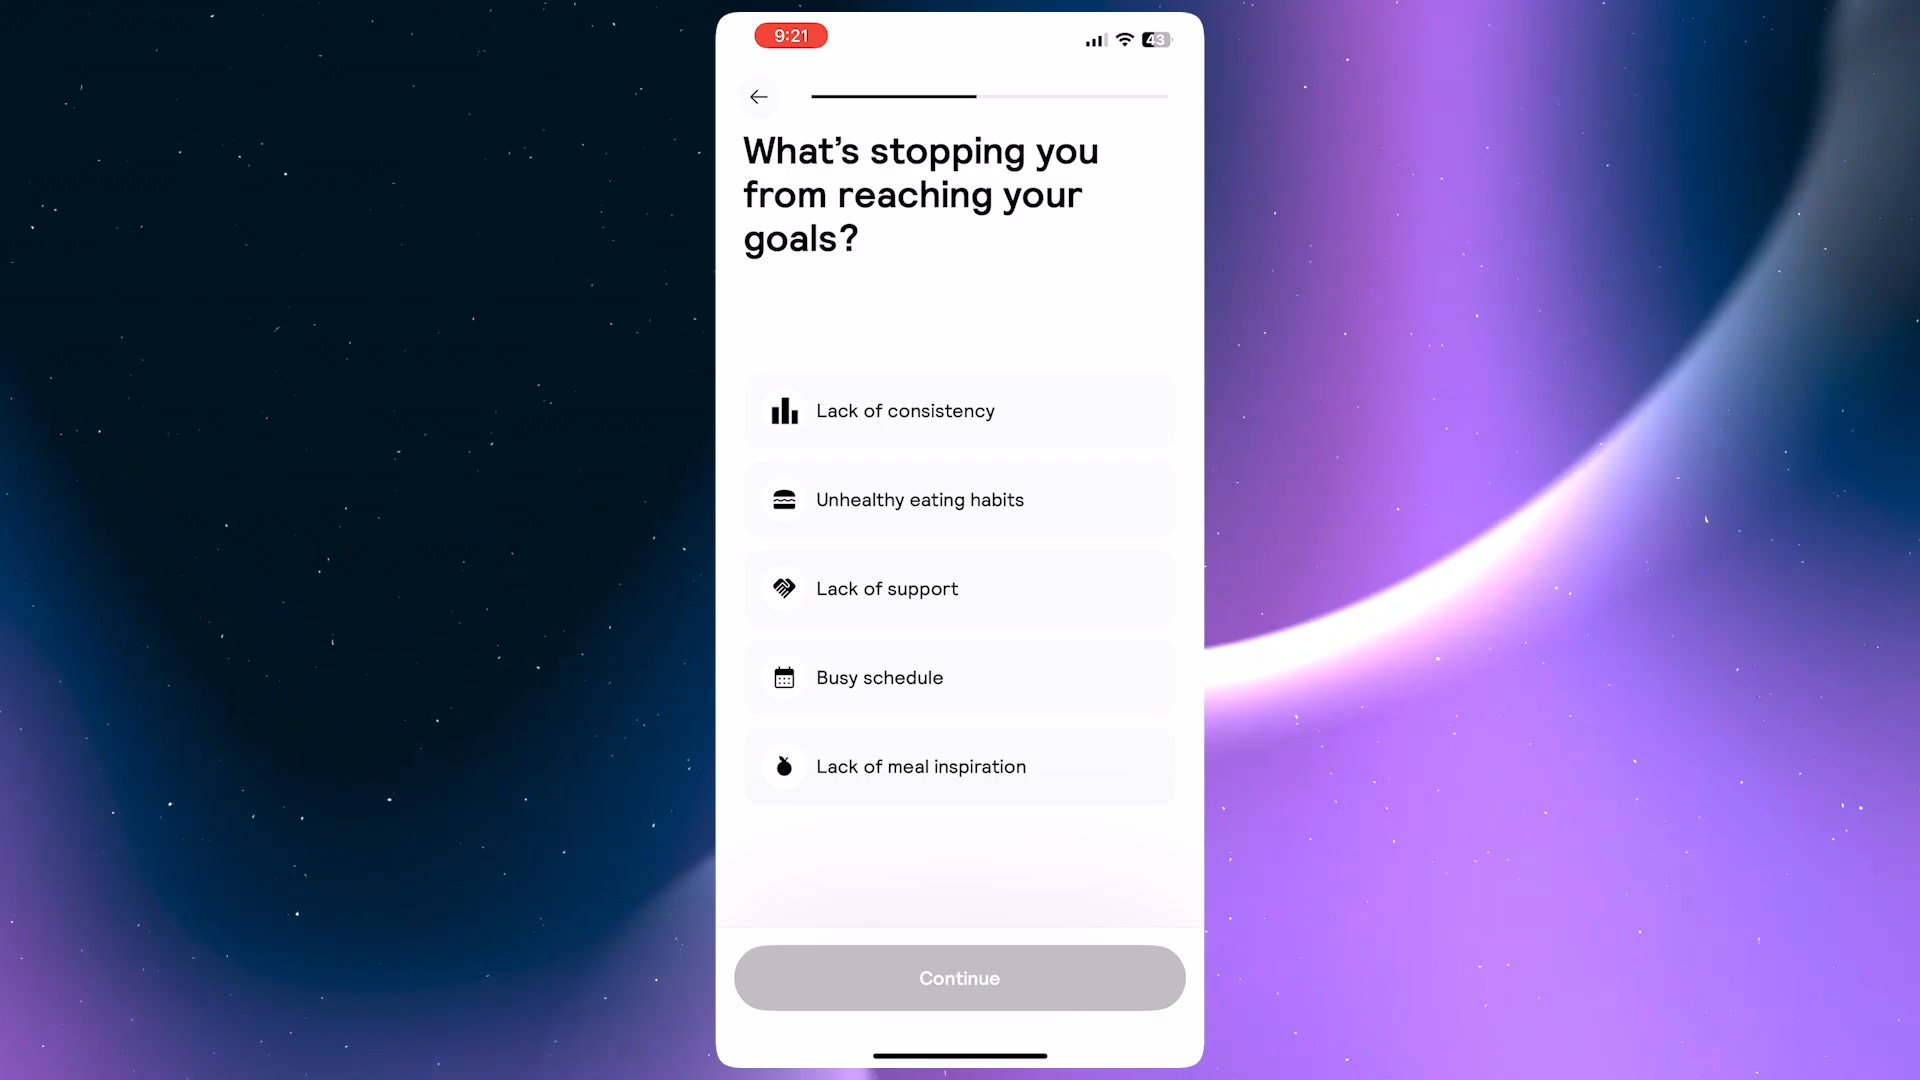 9:21
43
What's stopping you
from reaching your
goals?
Lack of consistency
Unhealthy eating habits
Lack of support
Busy schedule
Lack of meal inspiration
Continue